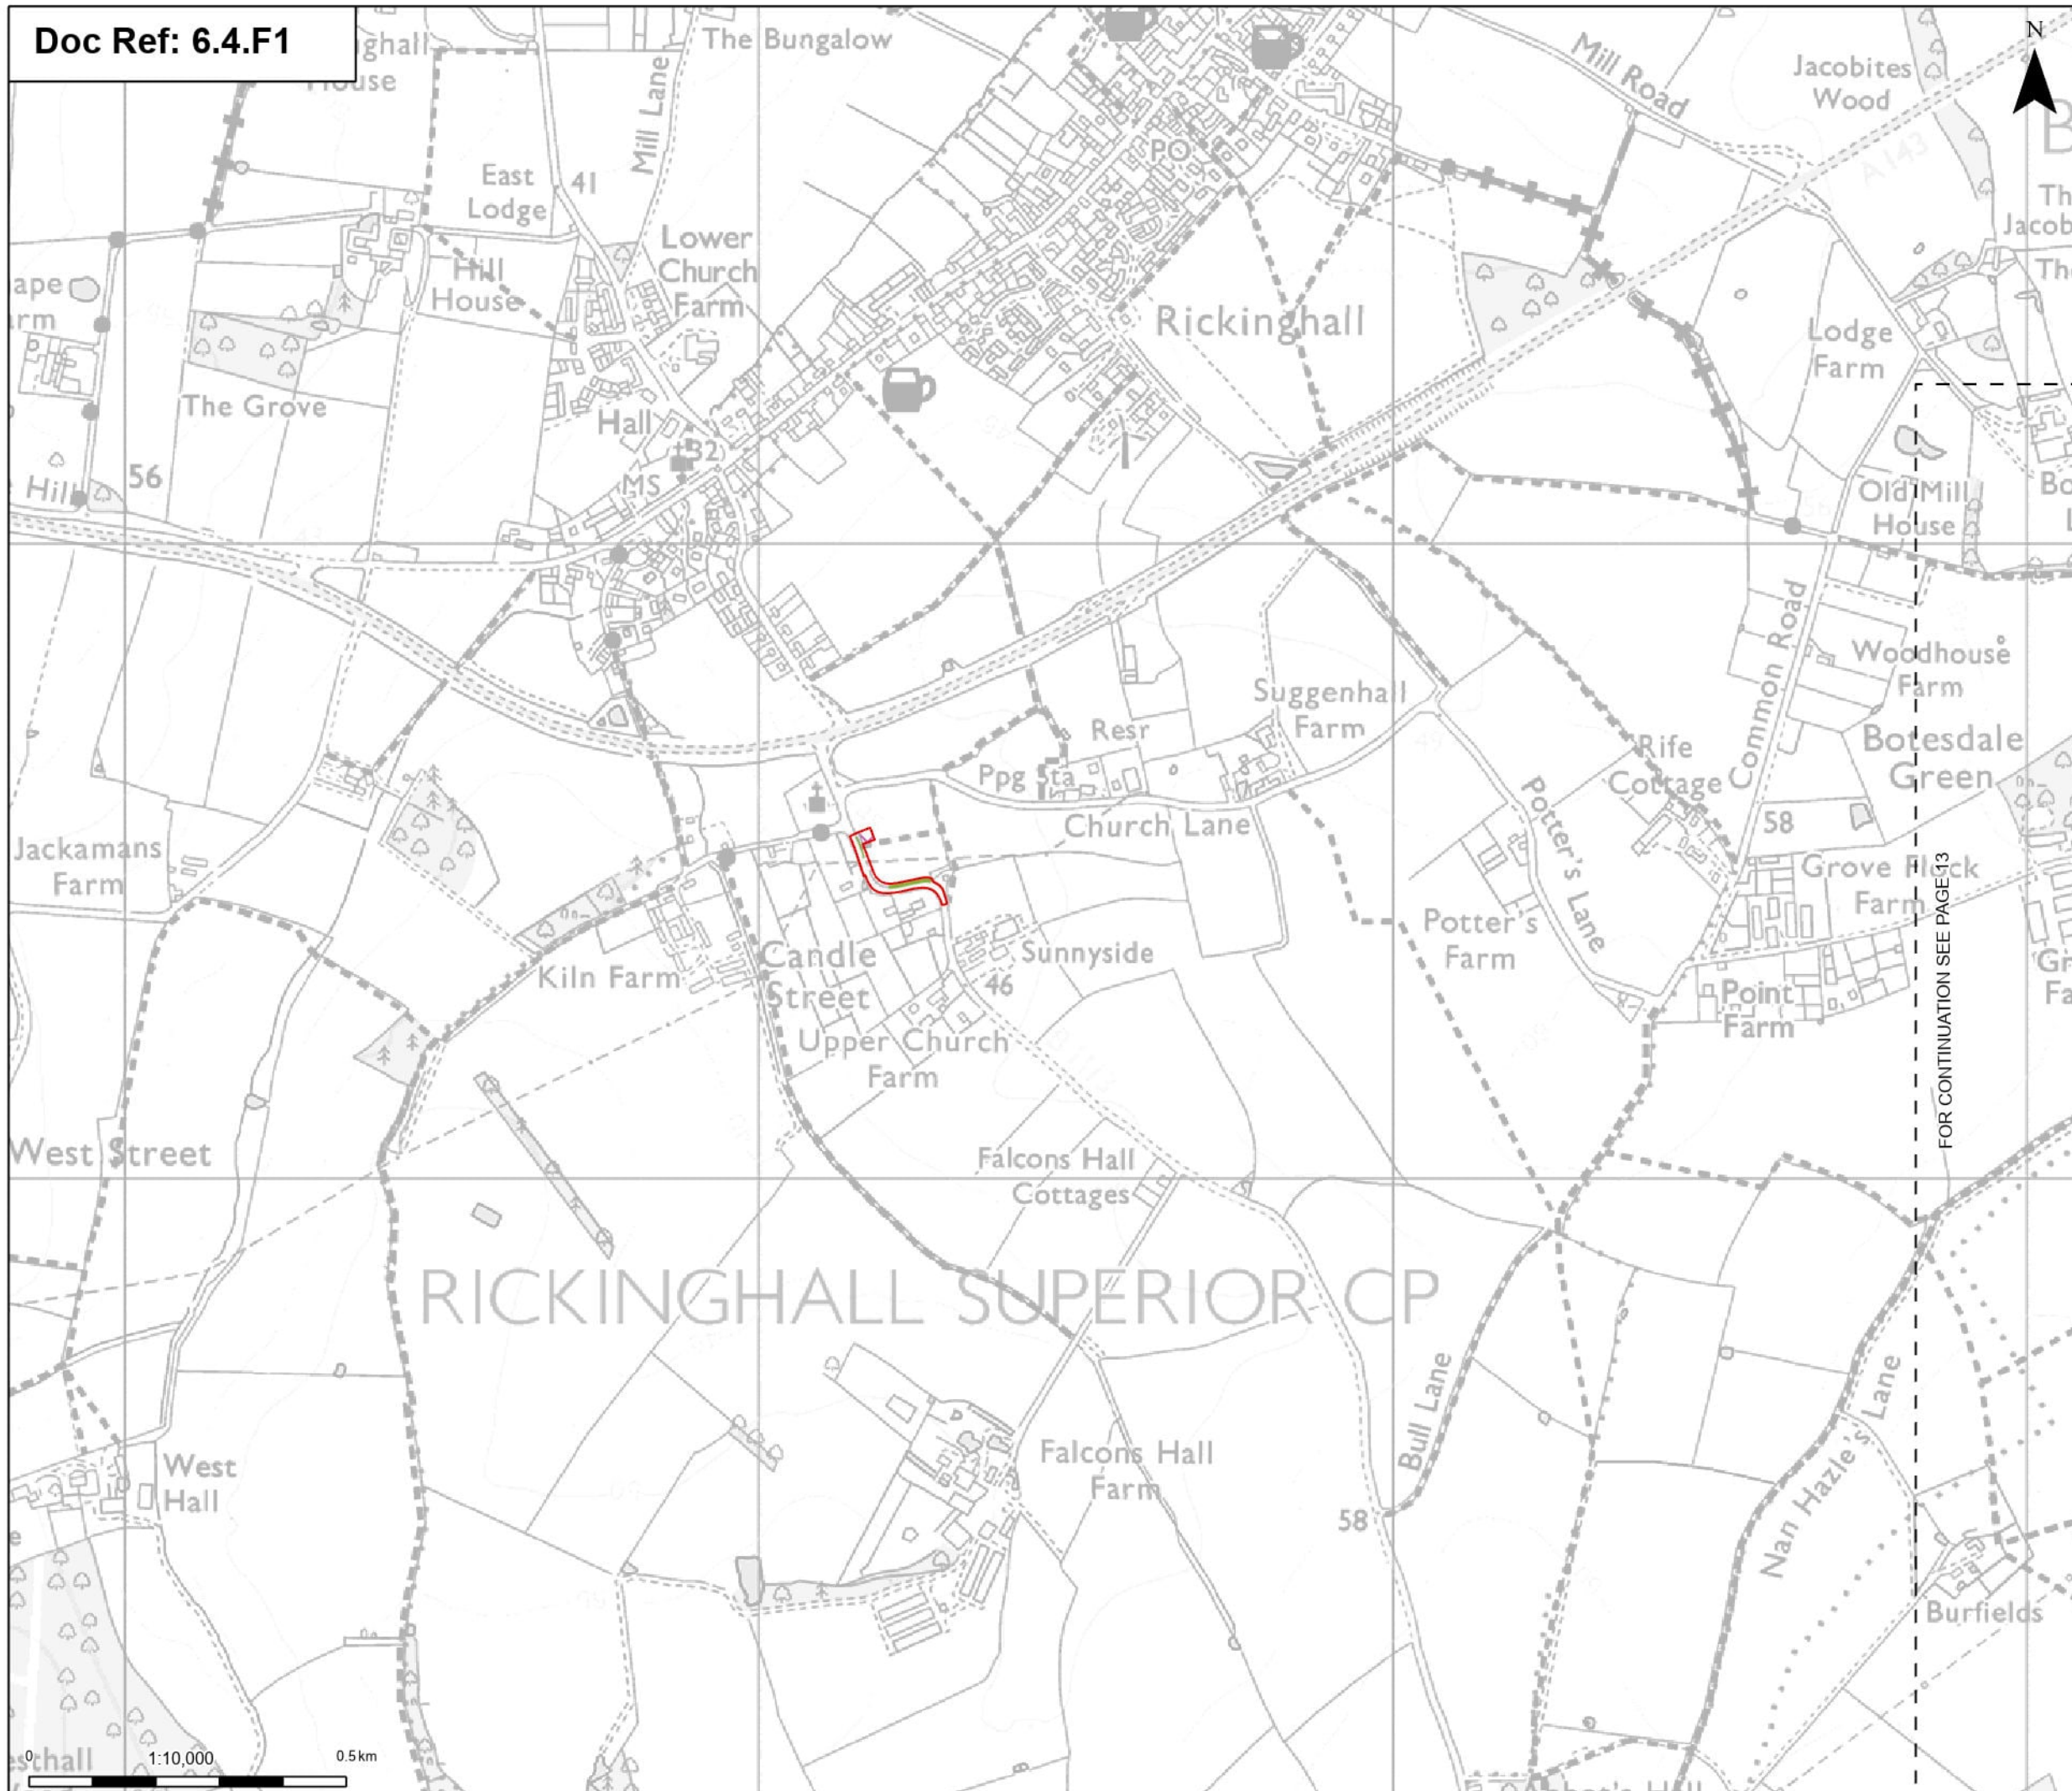 Doc Ref: 6.4.F1
The Bungalow
Mill Road
Jacobites
Wood
N
Mill Lane
PO
A 143
East
Lodge
41
Lower
Church
Farm
Hill
House
Rickinghall
Lodge
Farm
The Grove
Hall
32
MS
56
Hill
Old Mill
House
Common Road
Woodhouse
Farm
Suggenhall
Farm
Resr
Ppg Sta
Rife
Cottage
Botesdale
Green
Church Lane
58
Potter's Lane
Jackamans
Farm
Grove Flock
Farm
Potter's
Farm
Kiln Farm
Candle
Street
Sunnyside
46
Point
Farm
Upper Church
Farm
B 1113
FOR CONTINUATION SEE PAGE 13
West Street
Falcons Hall
Cottages
RICKINGHALL SUPERIOR CP
Bull Lane
Nan Hazle's Lane
West
Hall
Falcons Hall
Farm
58
Burfields
0
1:10,000
0.5 km